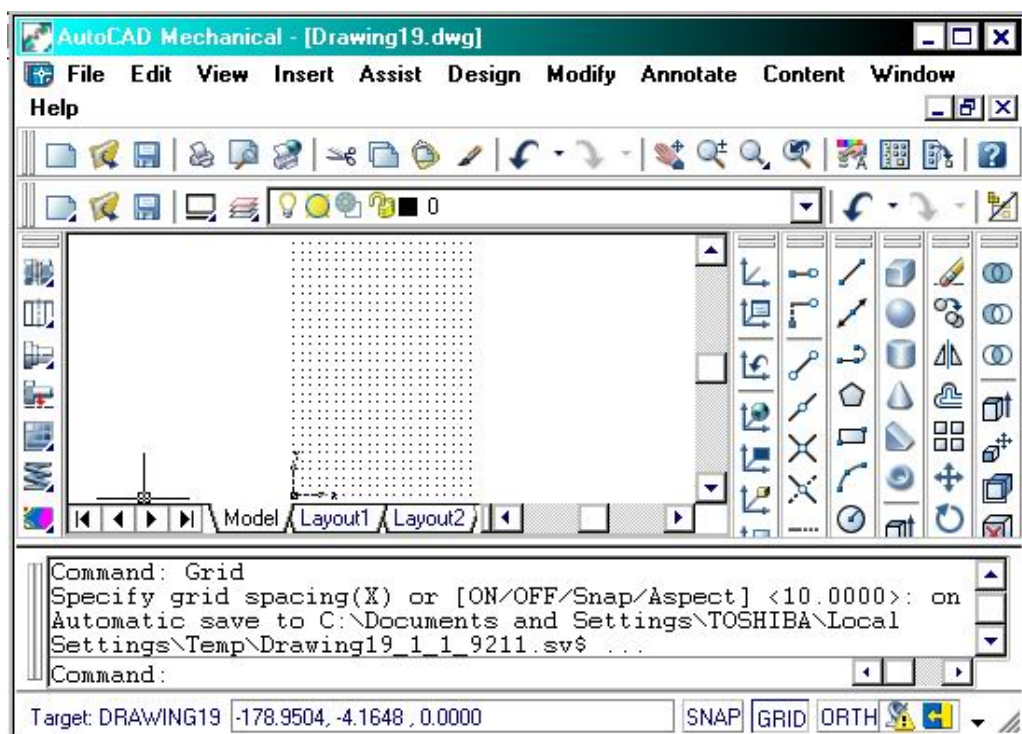 AutoCAD Mechanical - [Drawing19.dwg]
File Edit View Insert Assist Design Modify Annotate Content Window
Help
0
Model Layout1 Layout2
Command: Grid
Specify grid spacing(X) or [ON/OFF/Snap/Aspect] <10.0000>: on
Automatic save to C:\Documents and Settings\TOSHIBA\Local
Settings\Temp\Drawing19_1_1_9211.sv$ ...
Command:
Target: DRAWING19 -178.9504, -4.1648 , 0.0000 SNAP GRID ORTH